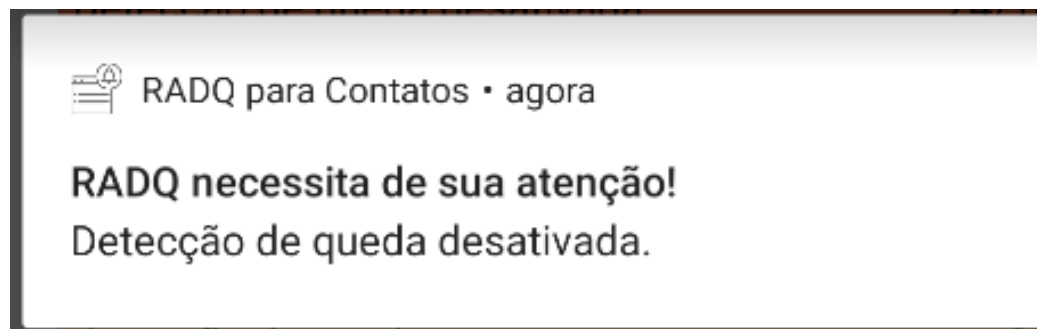 RADQ para Contatos • agora
RADQ necessita de sua atenção!
Detecção de queda desativada.